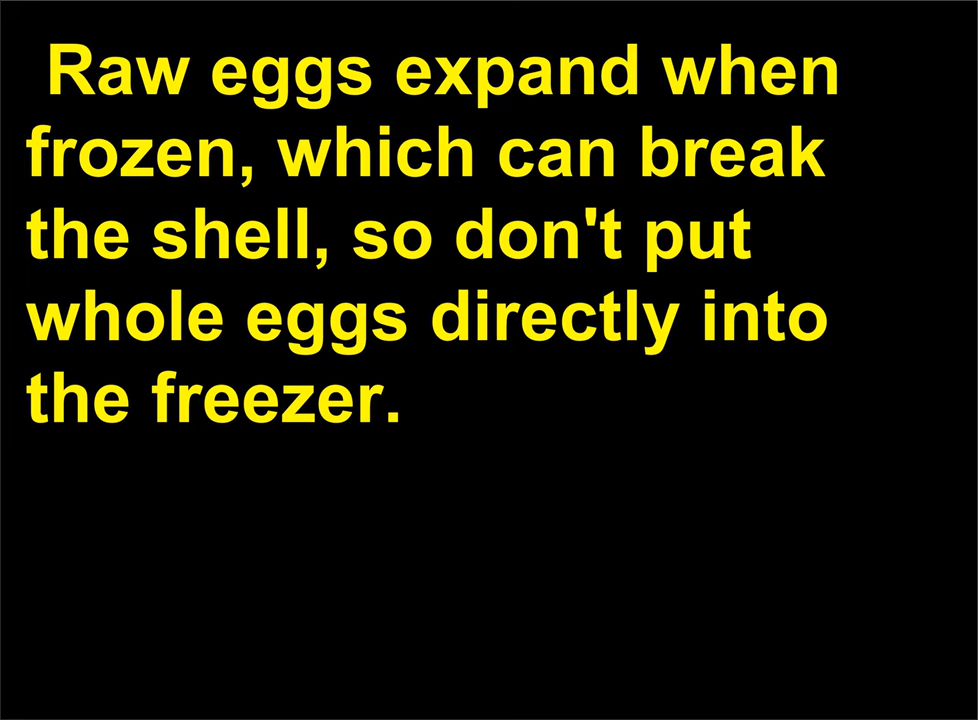 Raw eggs expand when
frozen, which can break
the shell, so don't put
whole eggs directly into
the freezer.